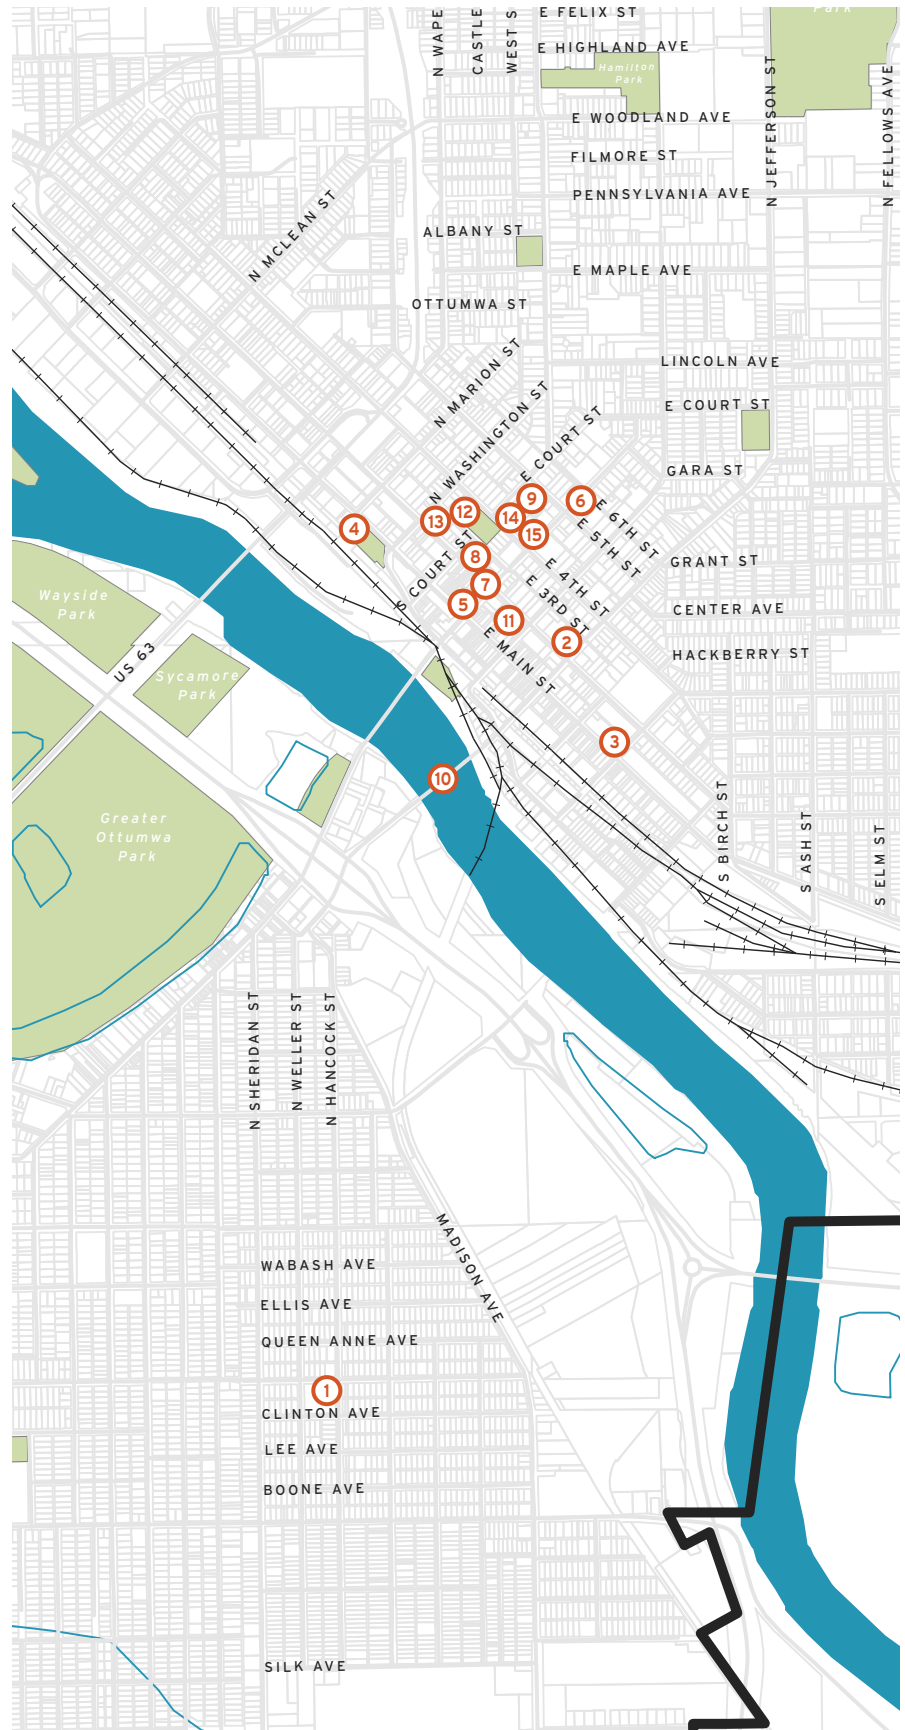 E FELIX ST
Park
N WAPE
CASTLE
WEST S
E HIGHLAND AVE
Hamilton
Park
E WOODLAND AVE
N JEFFERSON ST
N FELLOWS AVE
FILMORE ST
PENNSYLVANIA AVE
N MCLEAN ST
ALBANY ST
E MAPLE AVE
OTTUMWA ST
LINCOLN AVE
N MARION ST
E COURT ST
N WASHINGTON ST
E COURT ST
GARA ST
9
6
12
14
13
4
15
E 6TH ST
E 5TH ST
8
S COURT ST
GRANT ST
7
E 4TH ST
E 3RD ST
5
CENTER AVE
11
2
Wayside
Park
E MAIN ST
HACKBERRY ST
US 63
Sycamore
Park
3
10
Greater
Ottumwa
Park
S BIRCH ST
S ASH ST
S ELM ST
N SHERIDAN ST
N WELLER ST
N HANCOCK ST
MADISON AVE
WABASH AVE
ELLIS AVE
QUEEN ANNE AVE
1
CLINTON AVE
LEE AVE
BOONE AVE
SILK AVE